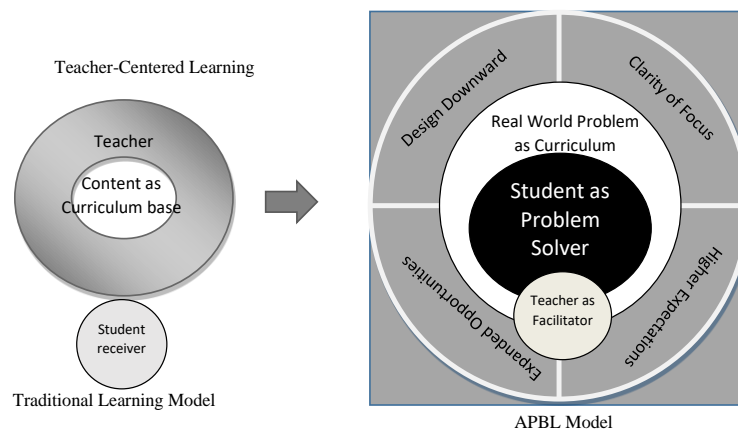 Teacher-Centered Learning
Teacher
Content as
Curriculum base
Student
receiver
Traditional Learning Model
Design Downward
Clarity of Focus
Real World Problem
as Curriculum
Student as
Problem
Solver
Teacher as
Facilitator
Expanded Opportunities
Higher Expectations
APBL Model